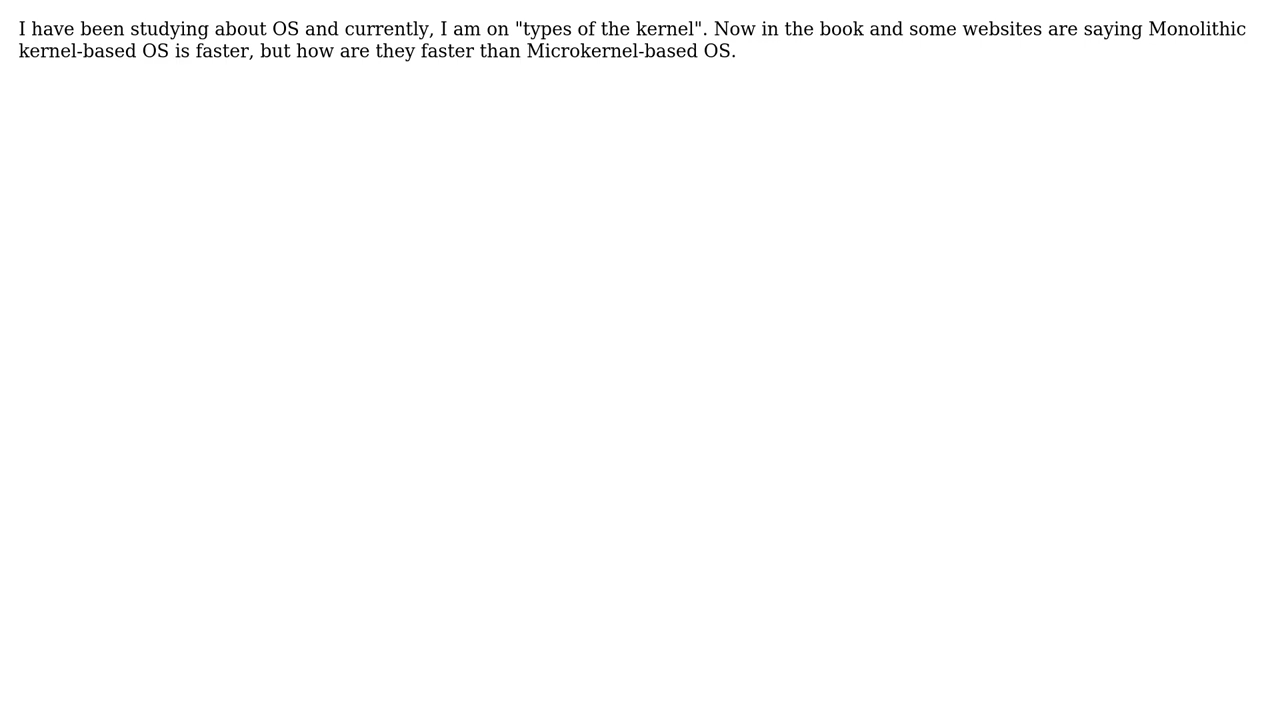 I have been studying about OS and currently, I am on "types of the kernel". Now in the book and some websites are saying Monolithic
kernel-based OS is faster, but how are they faster than Microkernel-based OS.